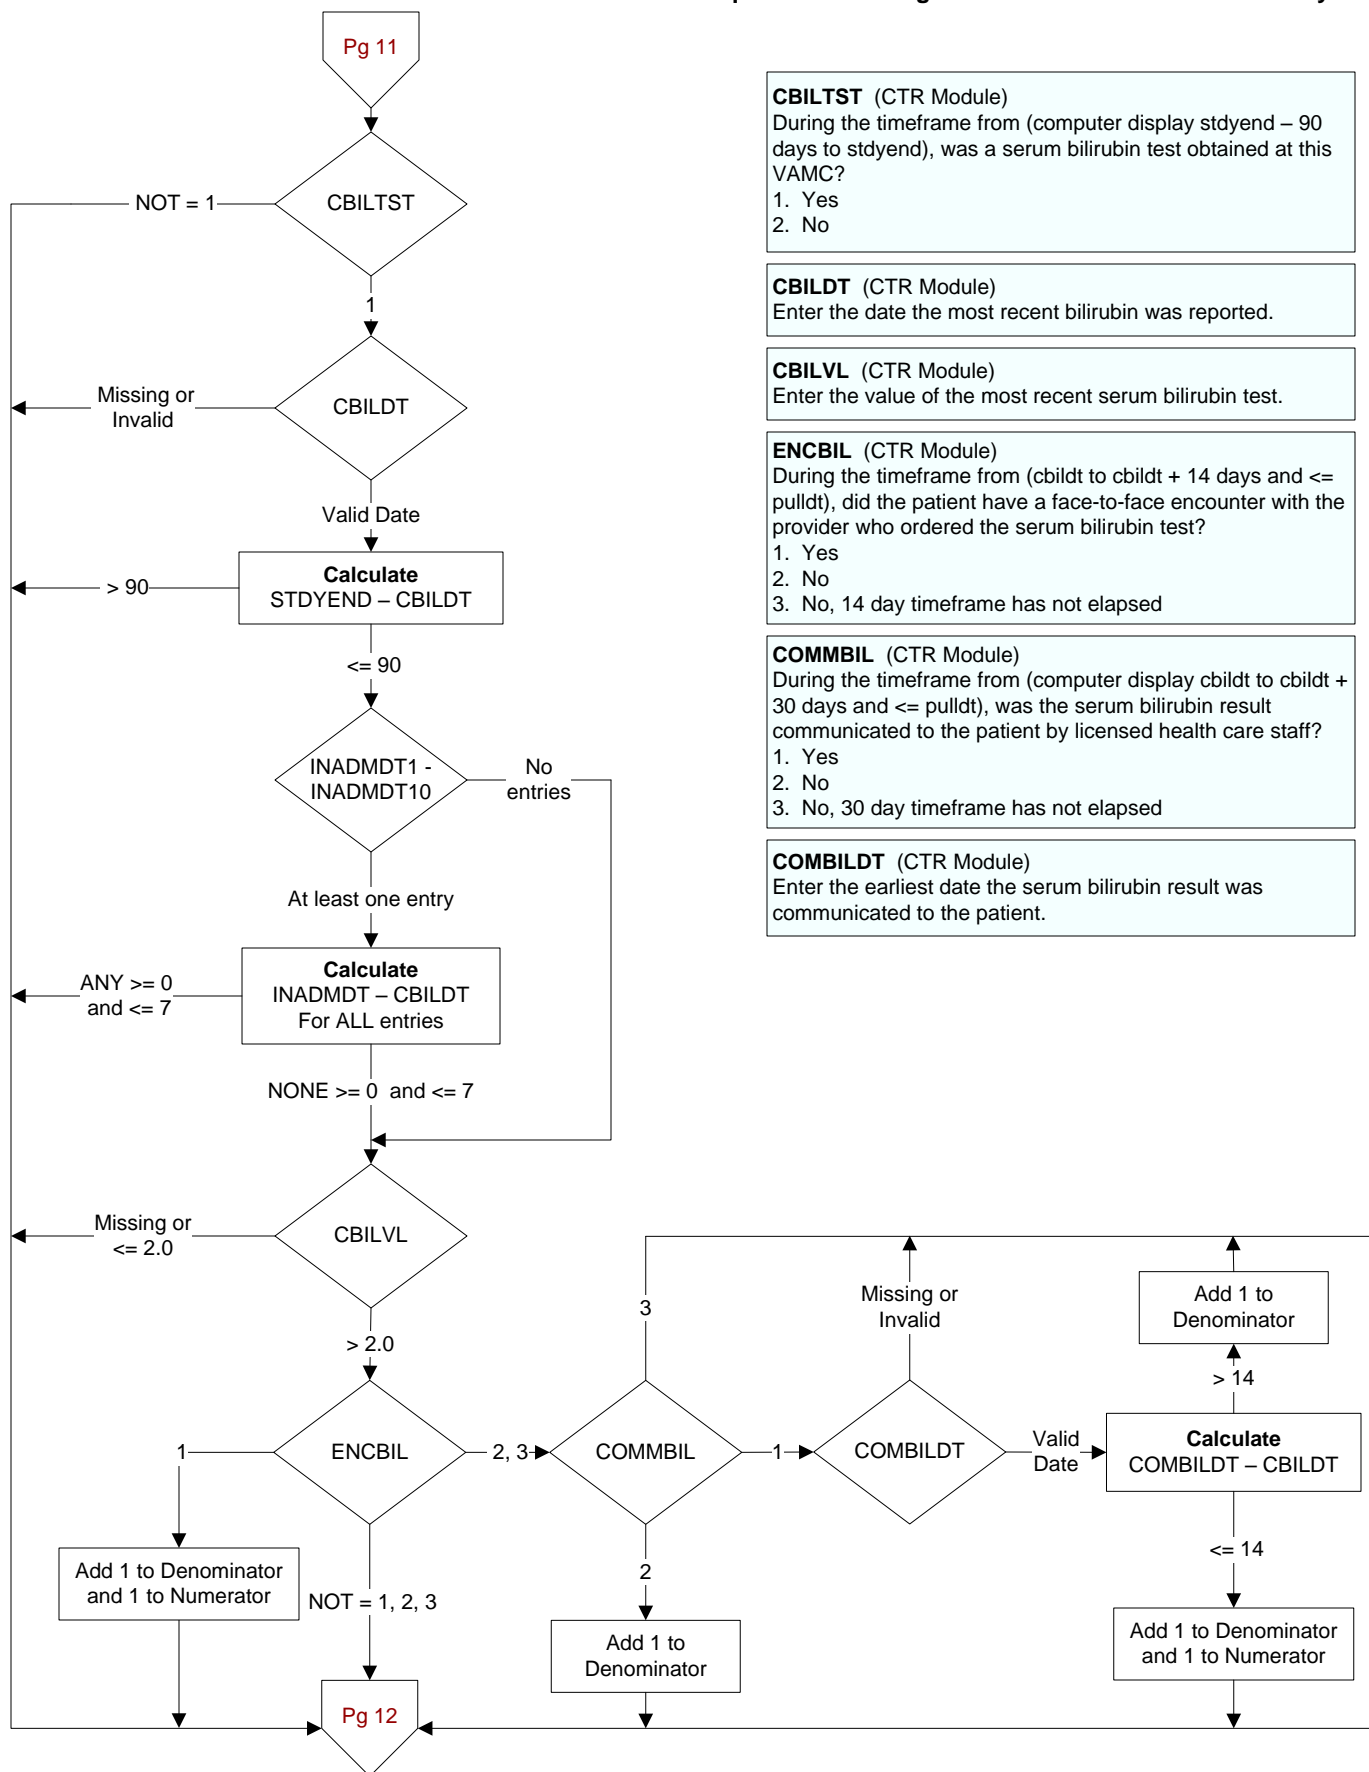 Pg 11
CBILTST
NOT = 1
1
CBILDT
Missing or
Invalid
Valid Date
Calculate
STDYEND – CBILDT
> 90
<= 90
INADMDT1 -
INADMDT10
No
entries
At least one entry
Calculate
INADMDT – CBILDT
For ALL entries
ANY >= 0
and <= 7
NONE >= 0 and <= 7
CBILVL
Missing or
<= 2.0
> 2.0
ENCBIL
1
Add 1 to Denominator
and 1 to Numerator
NOT = 1, 2, 3
2, 3
COMMBIL
3
2
Add 1 to
Denominator
1
COMBILDT
Missing or
Invalid
Valid
Date
Calculate
COMBILDT – CBILDT
> 14
Add 1 to
Denominator
<= 14
Add 1 to Denominator
and 1 to Numerator
Pg 12
CBILTST (CTR Module)
During the timeframe from (computer display stdyend – 90
days to stdyend), was a serum bilirubin test obtained at this
VAMC?
1. Yes
2. No
CBILDT (CTR Module)
Enter the date the most recent bilirubin was reported.
CBILVL (CTR Module)
Enter the value of the most recent serum bilirubin test.
ENCBIL (CTR Module)
During the timeframe from (cbildt to cbildt + 14 days and <=
pulldt), did the patient have a face-to-face encounter with the
provider who ordered the serum bilirubin test?
1. Yes
2. No
3. No, 14 day timeframe has not elapsed
COMMBIL (CTR Module)
During the timeframe from (computer display cbildt to cbildt +
30 days and <= pulldt), was the serum bilirubin result
communicated to the patient by licensed health care staff?
1. Yes
2. No
3. No, 30 day timeframe has not elapsed
COMBILDT (CTR Module)
Enter the earliest date the serum bilirubin result was
communicated to the patient.